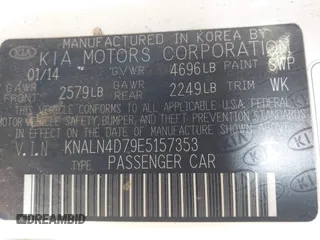 MANUFACTURED IN KOREA BY
KIA KIA MOTORS CORPORATION
01/14 GVWR 4696LB PAINT SWP
GAWR FRONT 2579LB GAWR REAR 2249LB TRIM WK
THIS VEHICLE CONFORMS TO ALL APPLICABLE U.S. FEDERAL
MOTOR VEHICLE SAFETY, BUMPER, AND THEFT PREVENTION STANDARDS
IN EFFECT ON THE DATE OF MANUFACTURE SHOWN ABOVE.
V.I.N KNALN4D79E5157353
TYPE PASSENGER CAR
© DREAMBID